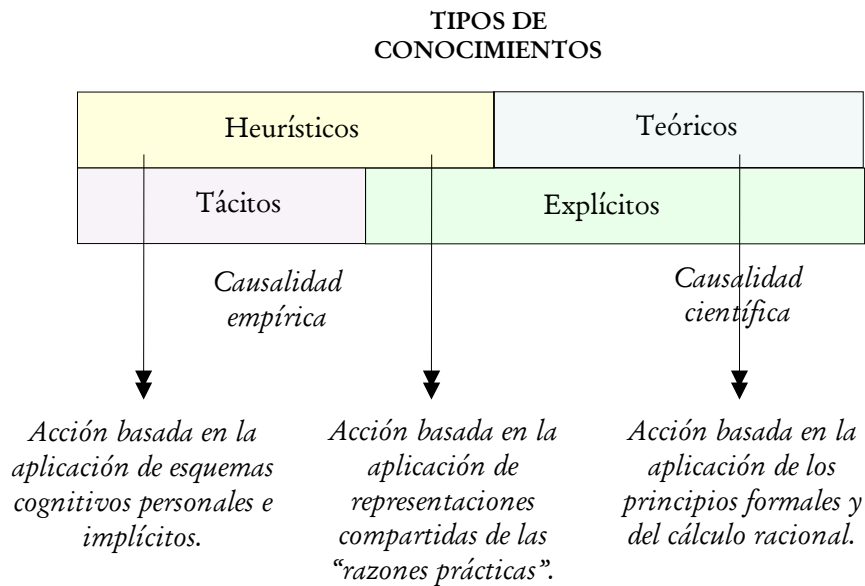 TIPOS DE
CONOCIMIENTOS
Heurísticos
Teóricos
Tácitos
Explícitos
Causalidad
empírica
Causalidad
científica
Acción basada en la
aplicación de esquemas
cognitivos personales e
implícitos.
Acción basada en la
aplicación de
representaciones
compartidas de las
“razones prácticas”.
Acción basada en la
aplicación de los
principios formales y
del cálculo racional.